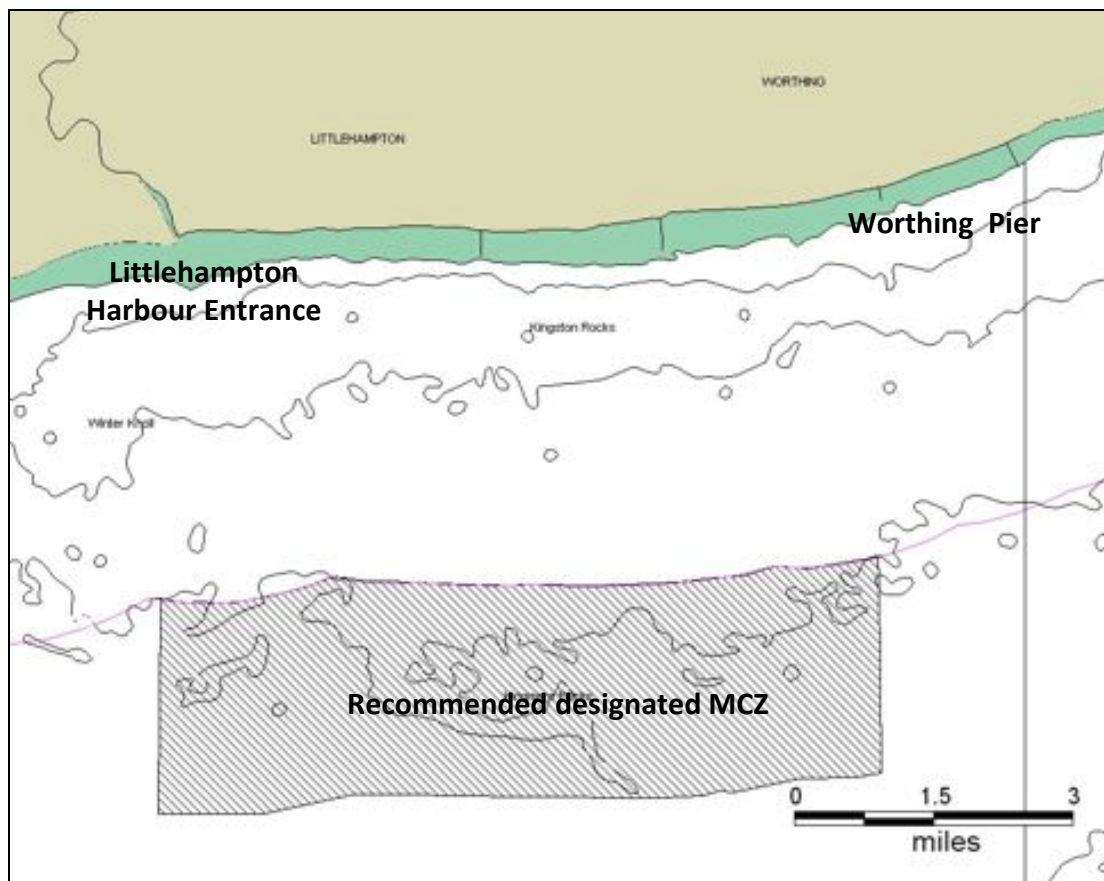 WORTHING
LITTLEHAMPTON
Worthing Pier
Littlehampton
Harbour Entrance
Kingston Rocks
Winter Knoll
Recommended designated MCZ
0 1.5 3
miles